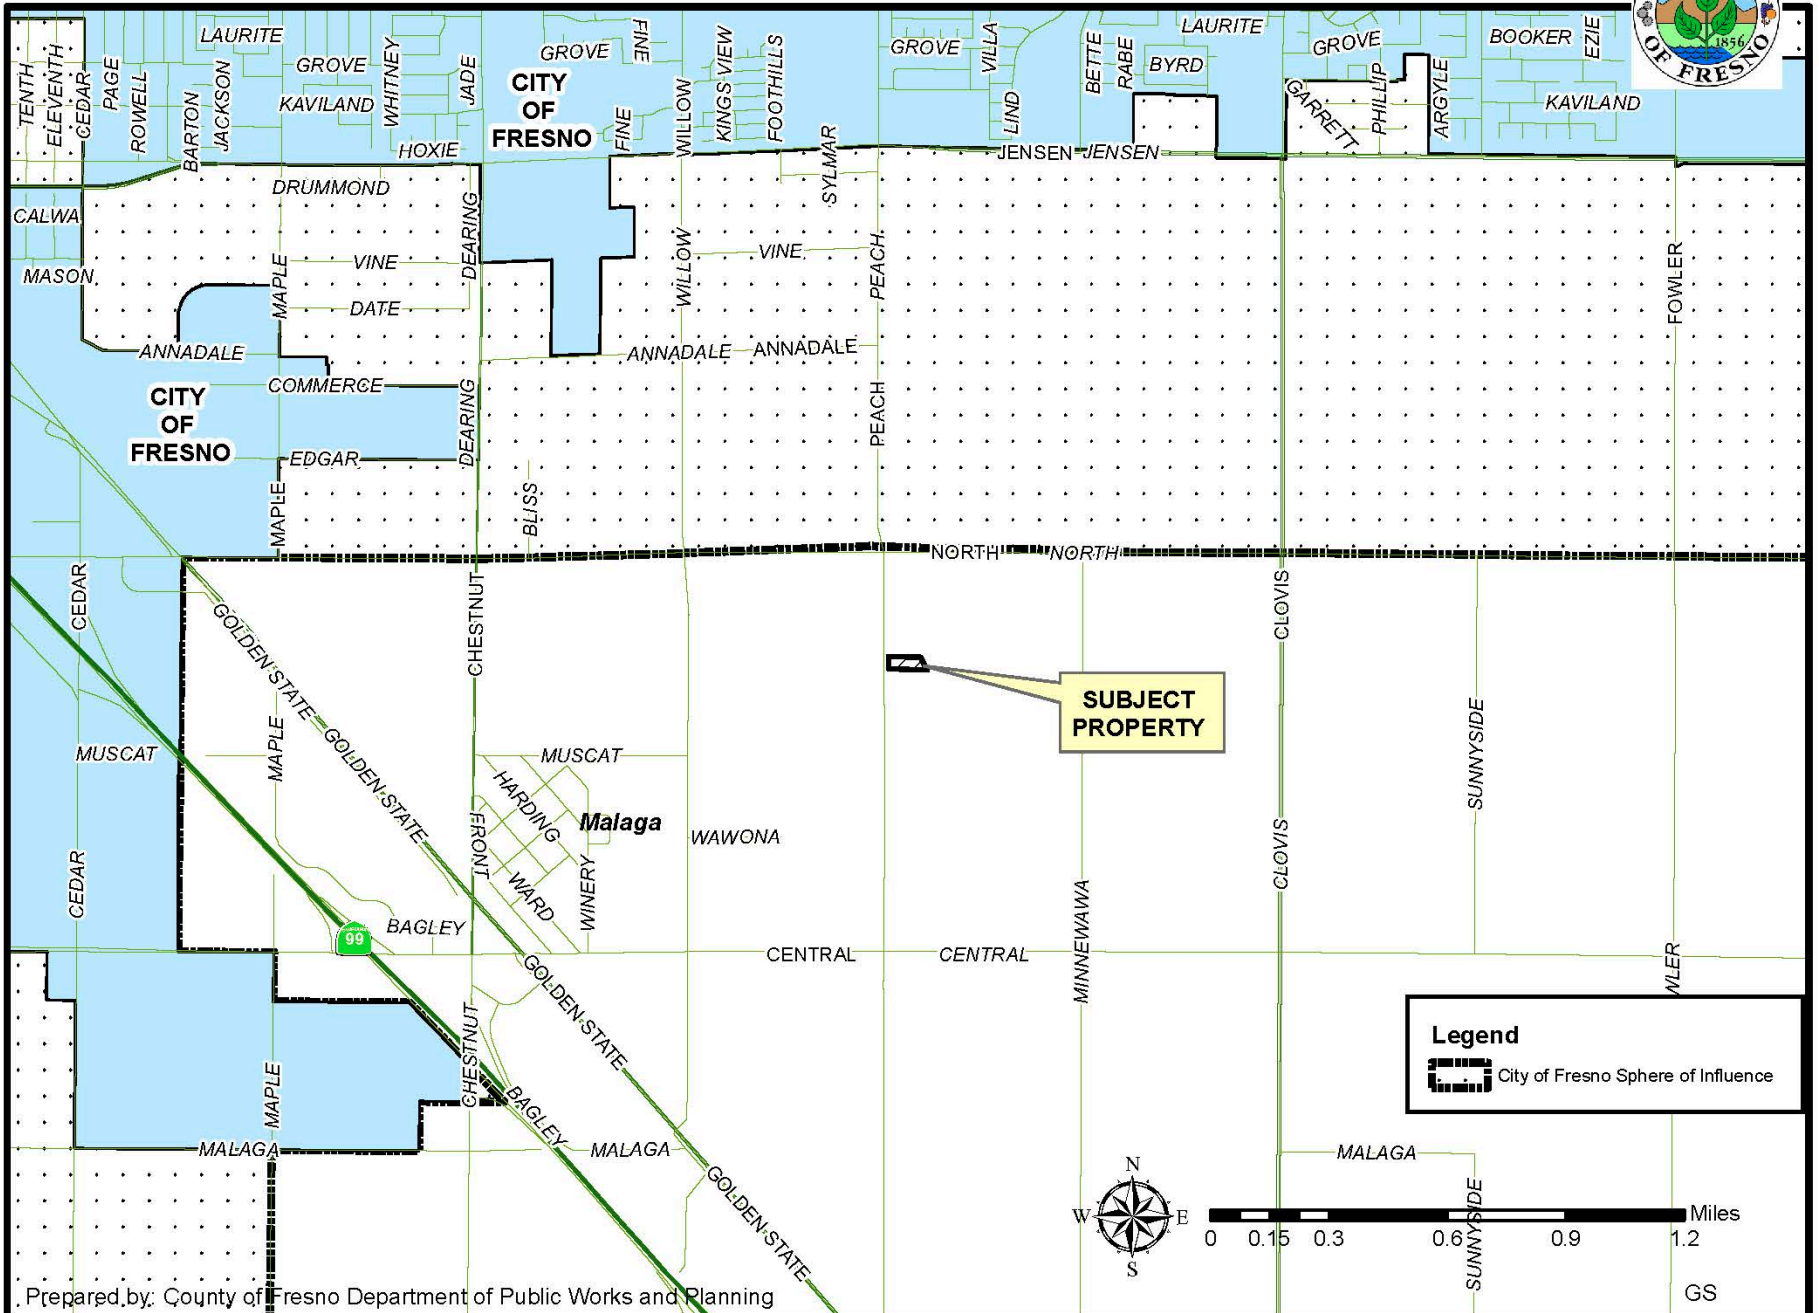 LAURITE
GROVE
WHITNEY
JADE
GROVE
FINE
KINGS VIEW
FOOTHILLS
GROVE
VILLA
LAURITE
GROVE
BOOKER
EZIE
1856
OF FRESNO
TENTH
ELEVENTH
CEDAR
PAGE
ROWELL
BARTON
JACKSON
KAVILAND
CITY
OF
FRESNO
FINE
WILLOW
LIND
BETTE
RABE
BYRD
GARRETT
PHILLIP
ARGYLE
KAVILAND
HOXIE
SYLMAR
JENSEN
JENSEN
CALWA
DRUMMOND
DEARING
MASON
MAPLE
VINE
DATE
WILLOW
VINE
PEACH
FOWLER
ANNADALE
ANNADALE
ANNADALE
COMMERCE
CITY
OF
FRESNO
DEARING
PEACH
EDGAR
MAPLE
BLISS
NORTH
NORTH
CEDAR
GOLDEN STATE
CHESTNUT
CLOVIS
SUBJECT
PROPERTY
MUSCAT
MAPLE
GOLDEN STATE
MUSCAT
SUNNYSIDE
HARDING
FRONT
Malaga
WAWONA
CLOVIS
CEDAR
WARD
WINERY
MINNEWAWA
BAGLEY
99
CENTRAL
CENTRAL
WLER
GOLDEN STATE
CHESTNUT
Legend
City of Fresno Sphere of Influence
MAPLE
BAGLEY
MALAGA
MALAGA
MALAGA
GOLDEN STATE
SUNNYSIDE
N
W
E
S
Miles
0
0.15
0.3
0.6
0.9
1.2
Prepared by: County of Fresno Department of Public Works and Planning
GS